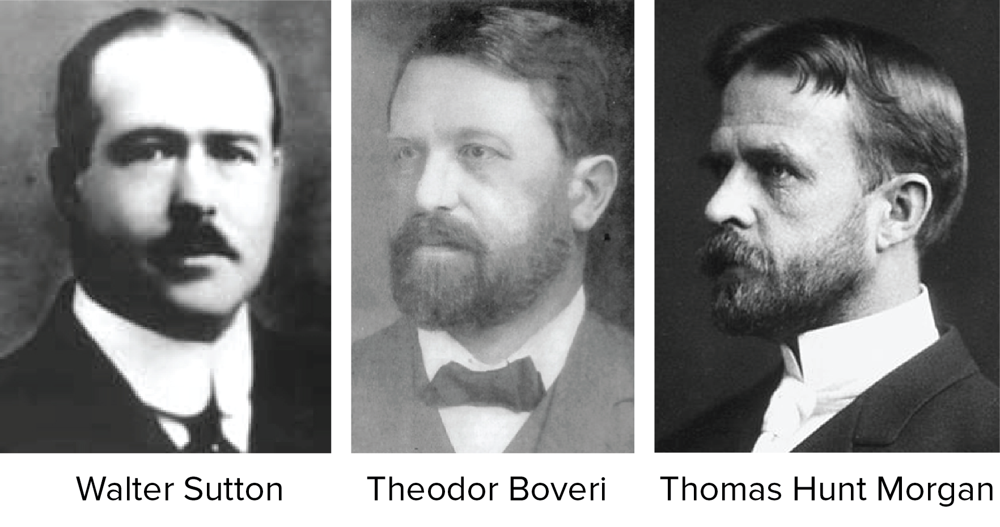 Walter Sutton
Theodor Boveri
Thomas Hunt Morgan